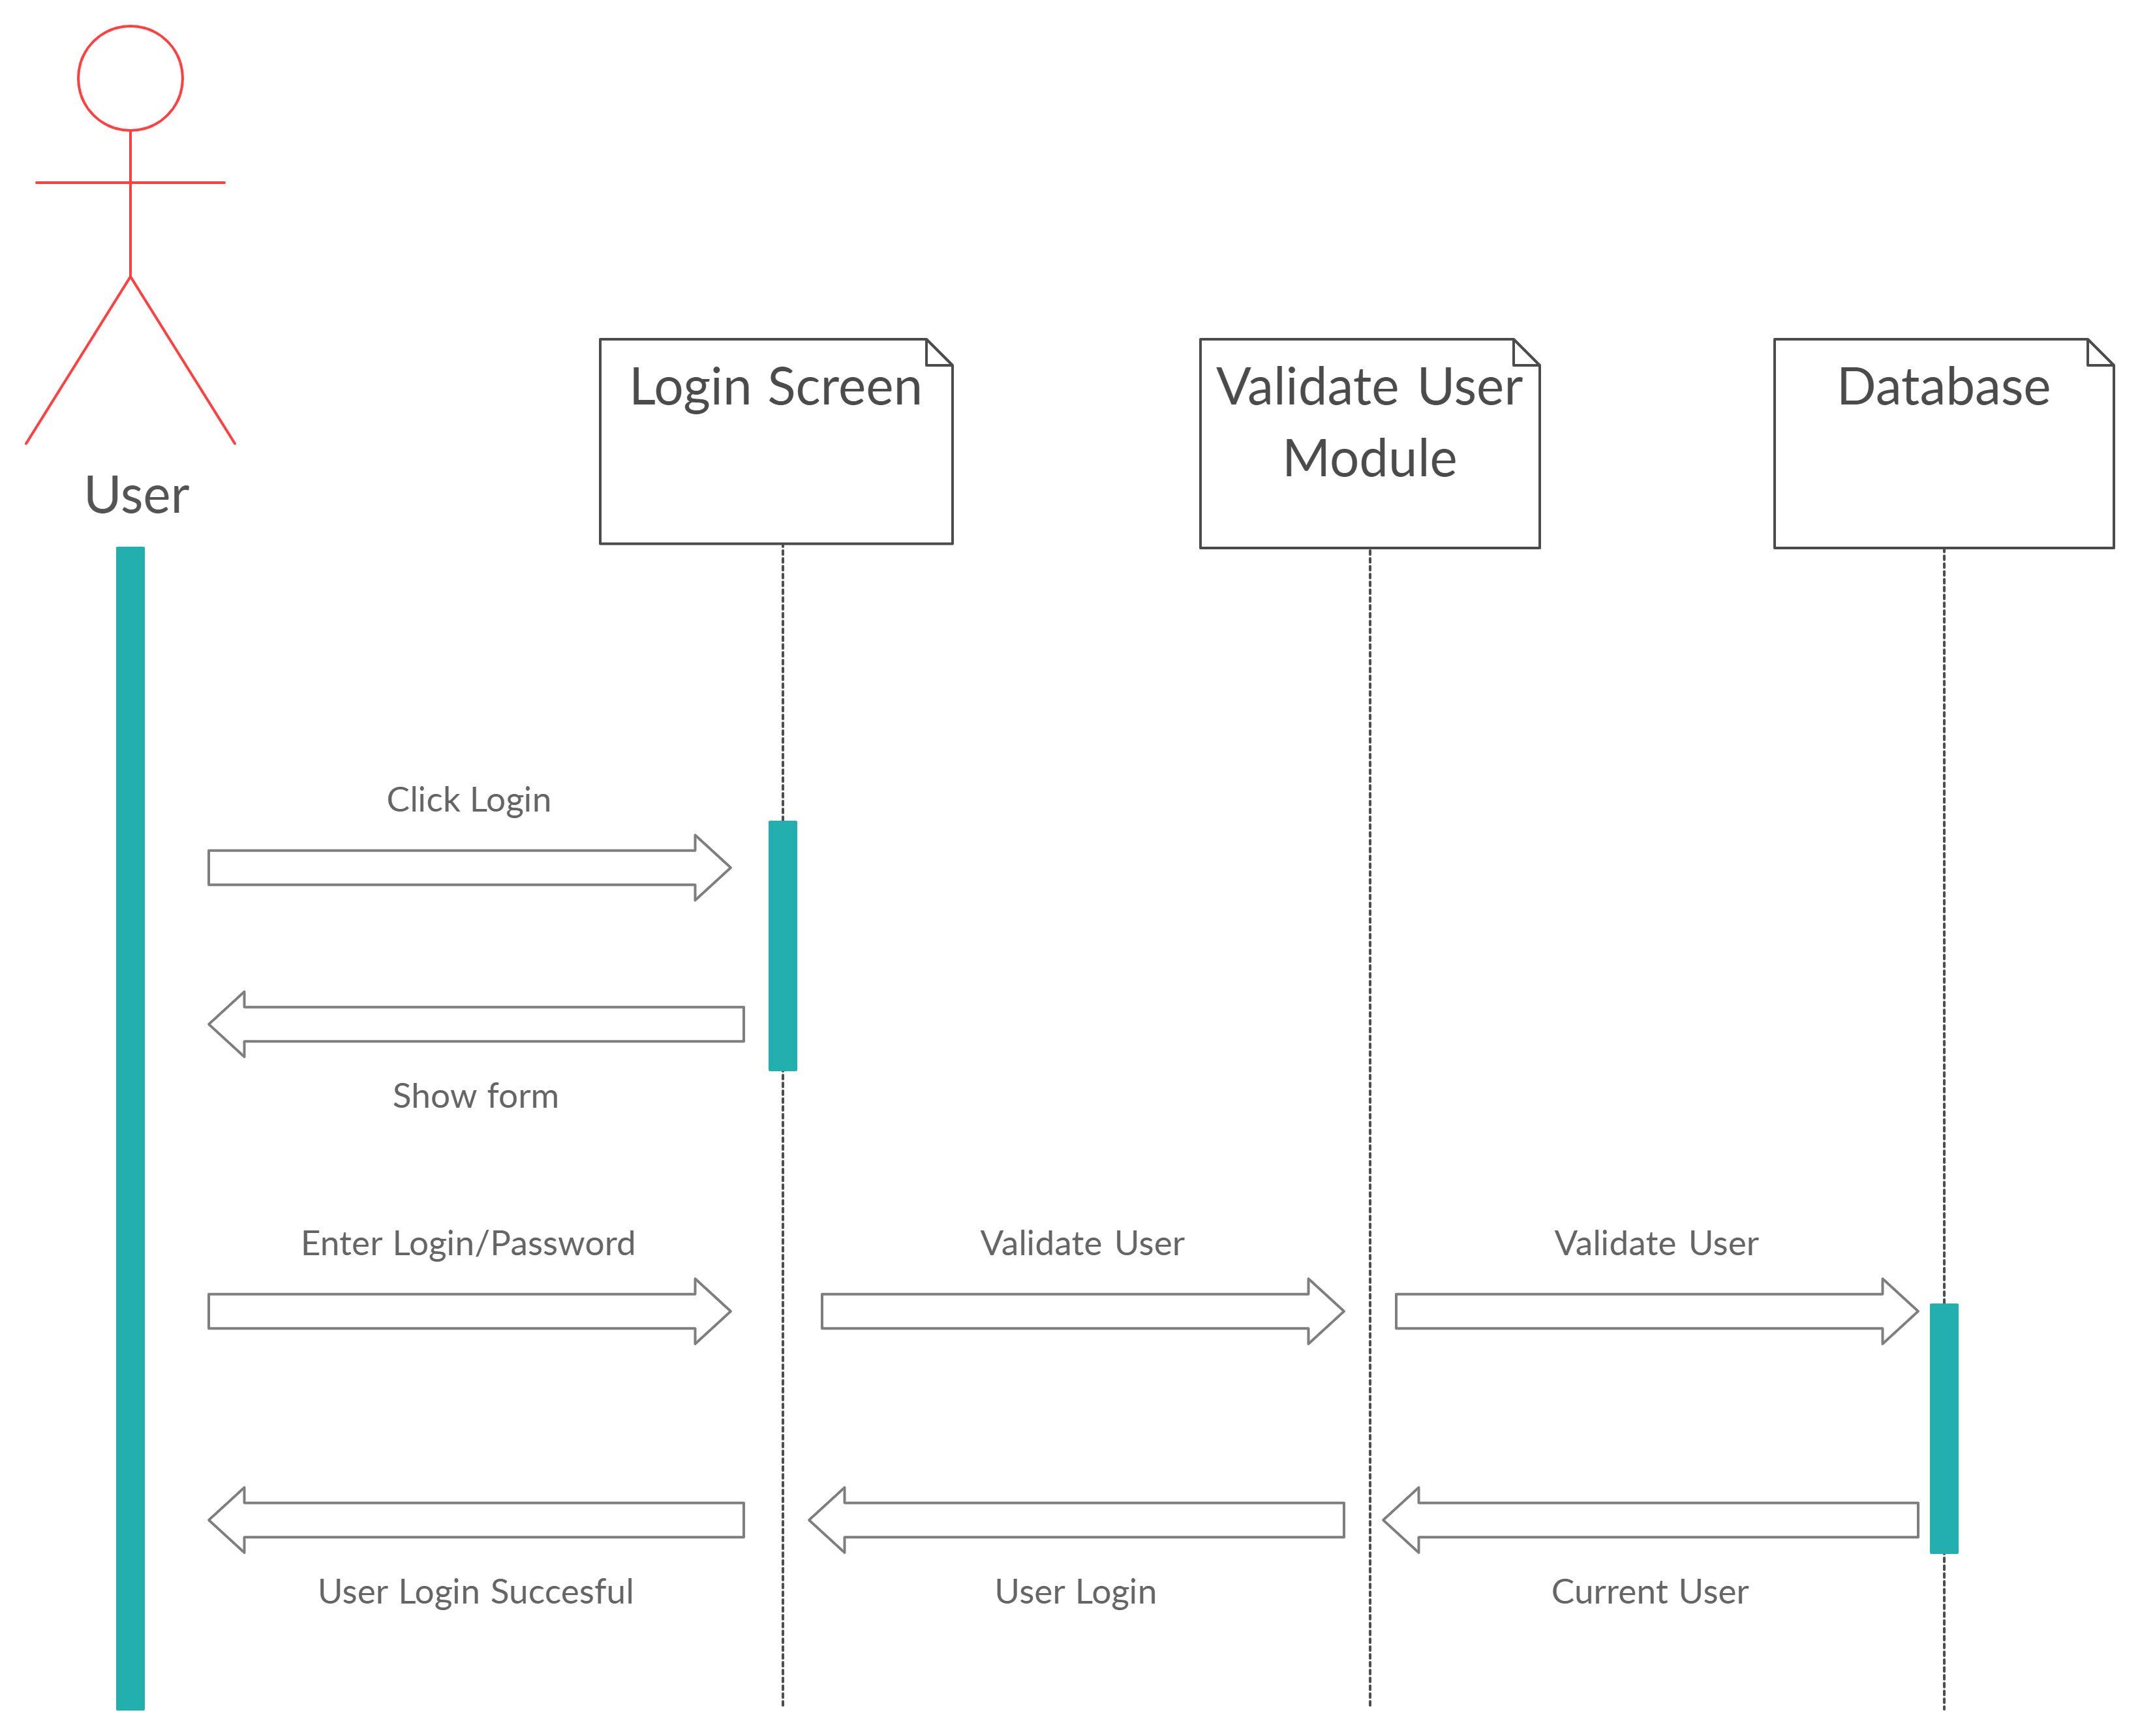 User
Login Screen
Validate User
Module
Database
Click Login
Show form
Enter Login/Password
Validate User
Validate User
User Login Succesful
User Login
Current User